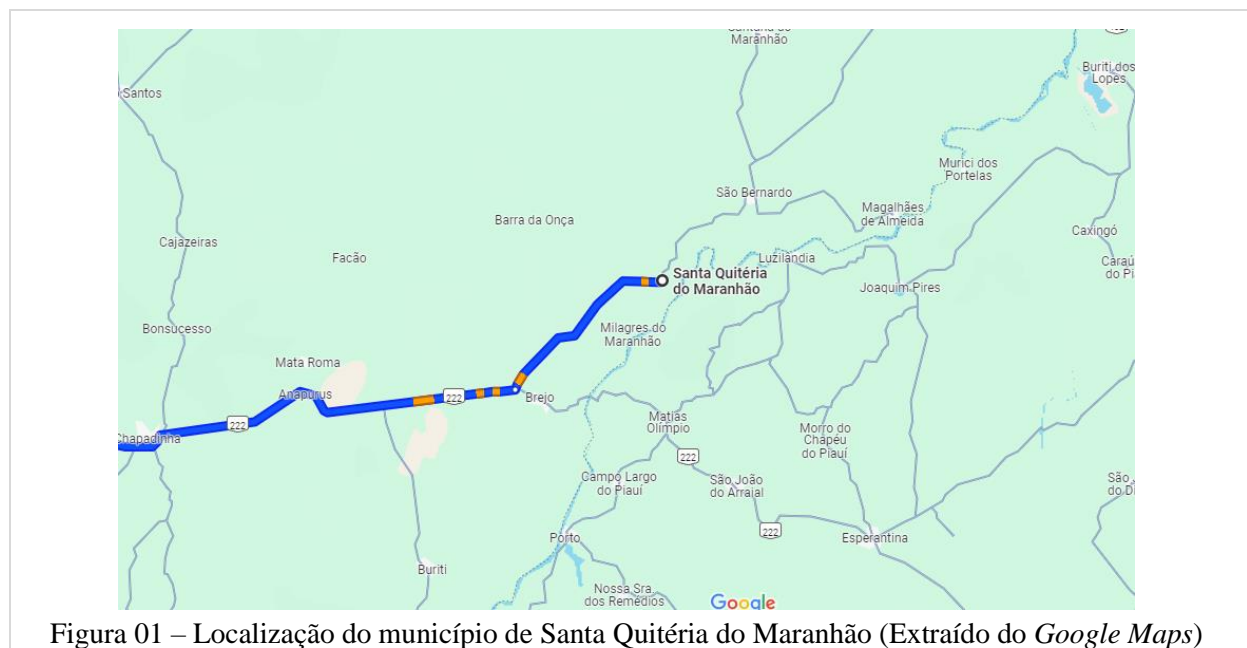 Maranhão
Buriti dos
Lopes
Santos
Murici dos
Portelas
São Bernardo
Magalhães
de Almeida
Barra da Onça
Caxingó
Cajazeiras
Facão
Luzilândia
Santa Quitéria
do Maranhão
Joaquim Pires
Bonsucesso
Milagres do
Maranhão
Mata Roma
Anapurus
222
Brejo
222
Chapadinha
Matias
Olímpio
Morro do
Chapéu
do Piauí
222
Campo Largo
do Piauí
São João
do Arraial
São
222
Porto
Esperantina
Buriti
Nossa Sra.
dos Remédios
Google
Figura 01 – Localização do município de Santa Quitéria do Maranhão (Extraído do Google Maps)